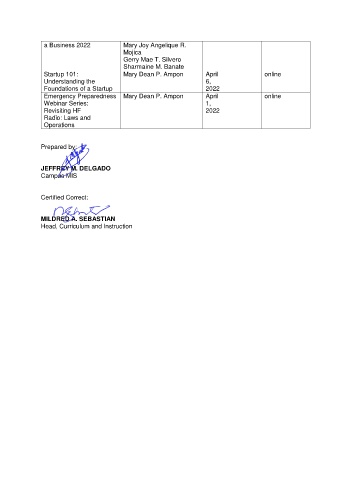 a Business 2022
Mary Joy Angelique R.
Mojica
Gerry Mae T. Silvero
Sharmaine M. Banate
Startup 101:
Understanding the
Foundations of a Startup
Mary Dean P. Ampon
April
6,
2022
online
Emergency Preparedness
Webinar Series:
Revisiting HF
Radio: Laws and
Operations
Mary Dean P. Ampon
April
1,
2022
online
Prepared by:
JEFFREY M. DELGADO
Campus MIS
Certified Correct:
MILDRED A. SEBASTIAN
Head, Curriculum and Instruction